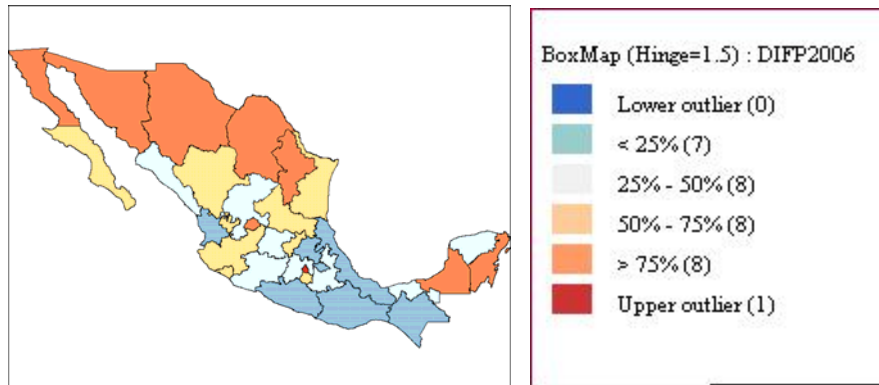 BoxMap (Hinge=1.5) : DIFP2006
Lower outlier (0)
< 25% (7)
25% - 50% (8)
50% - 75% (8)
> 75% (8)
Upper outlier (1)